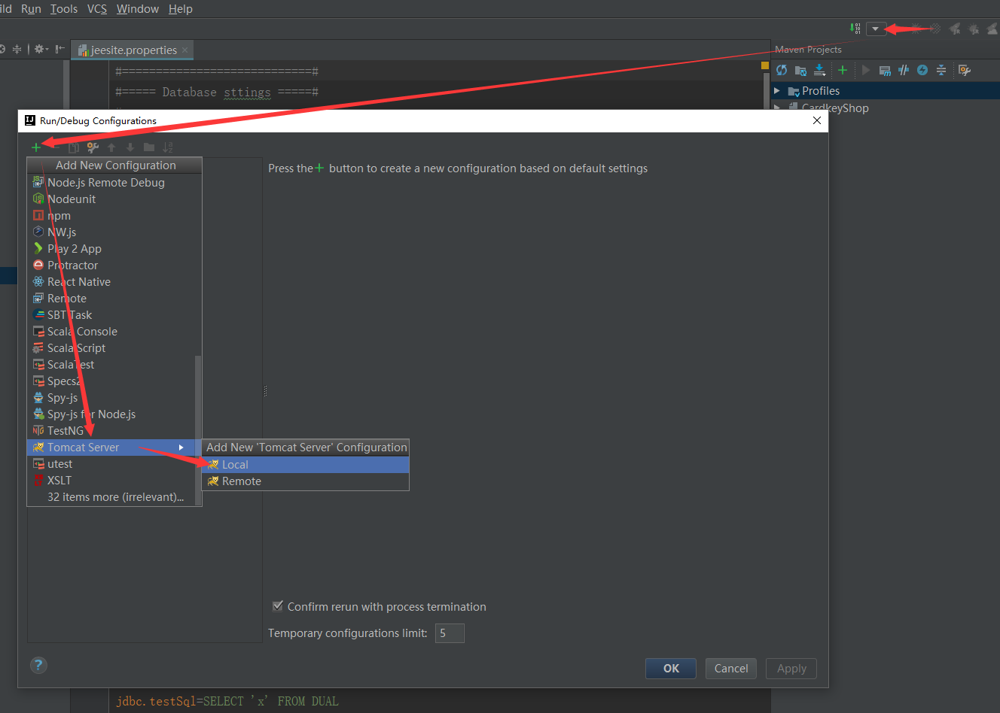 ild Run Tools VCS Window Help
jeesite.properties
Maven Projects
#============================#
#===== Database sttings =====#
Profiles
CardkeyShop
Run/Debug Configurations
Add New Configuration
Press the + button to create a new configuration based on default settings
Node.js Remote Debug
Nodeunit
npm
NW.js
Play 2 App
Protractor
React Native
Remote
SBT Task
Scala Console
Scala Script
ScalaTest
Specs2
Spy-js
Spy-js for Node.js
TestNG
Tomcat Server
utest
XSLT
32 items more (irrelevant)...
Add New 'Tomcat Server' Configuration
Local
Remote
Confirm rerun with process termination
Temporary configurations limit: 5
?
OK Cancel Apply
jdbc.testSql=SELECT 'x' FROM DUAL